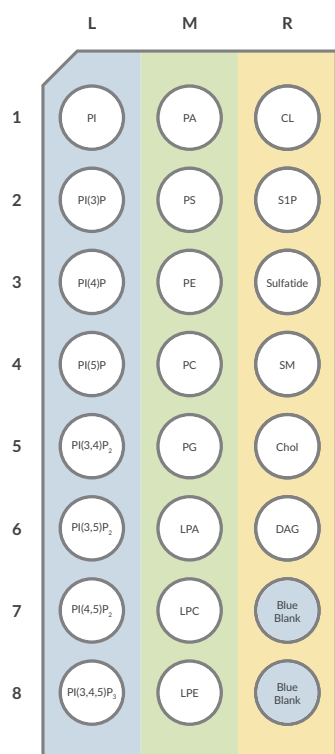 L M R
1 PI PA CL
2 PI(3)P PS S1P
3 PI(4)P PE Sulfatide
4 PI(5)P PC SM
5 PI(3,4)P₂ PG Chol
6 PI(3,5)P₂ LPA DAG
7 PI(4,5)P₂ LPC Blue
Blank
8 PI(3,4,5)P₃ LPE Blue
Blank